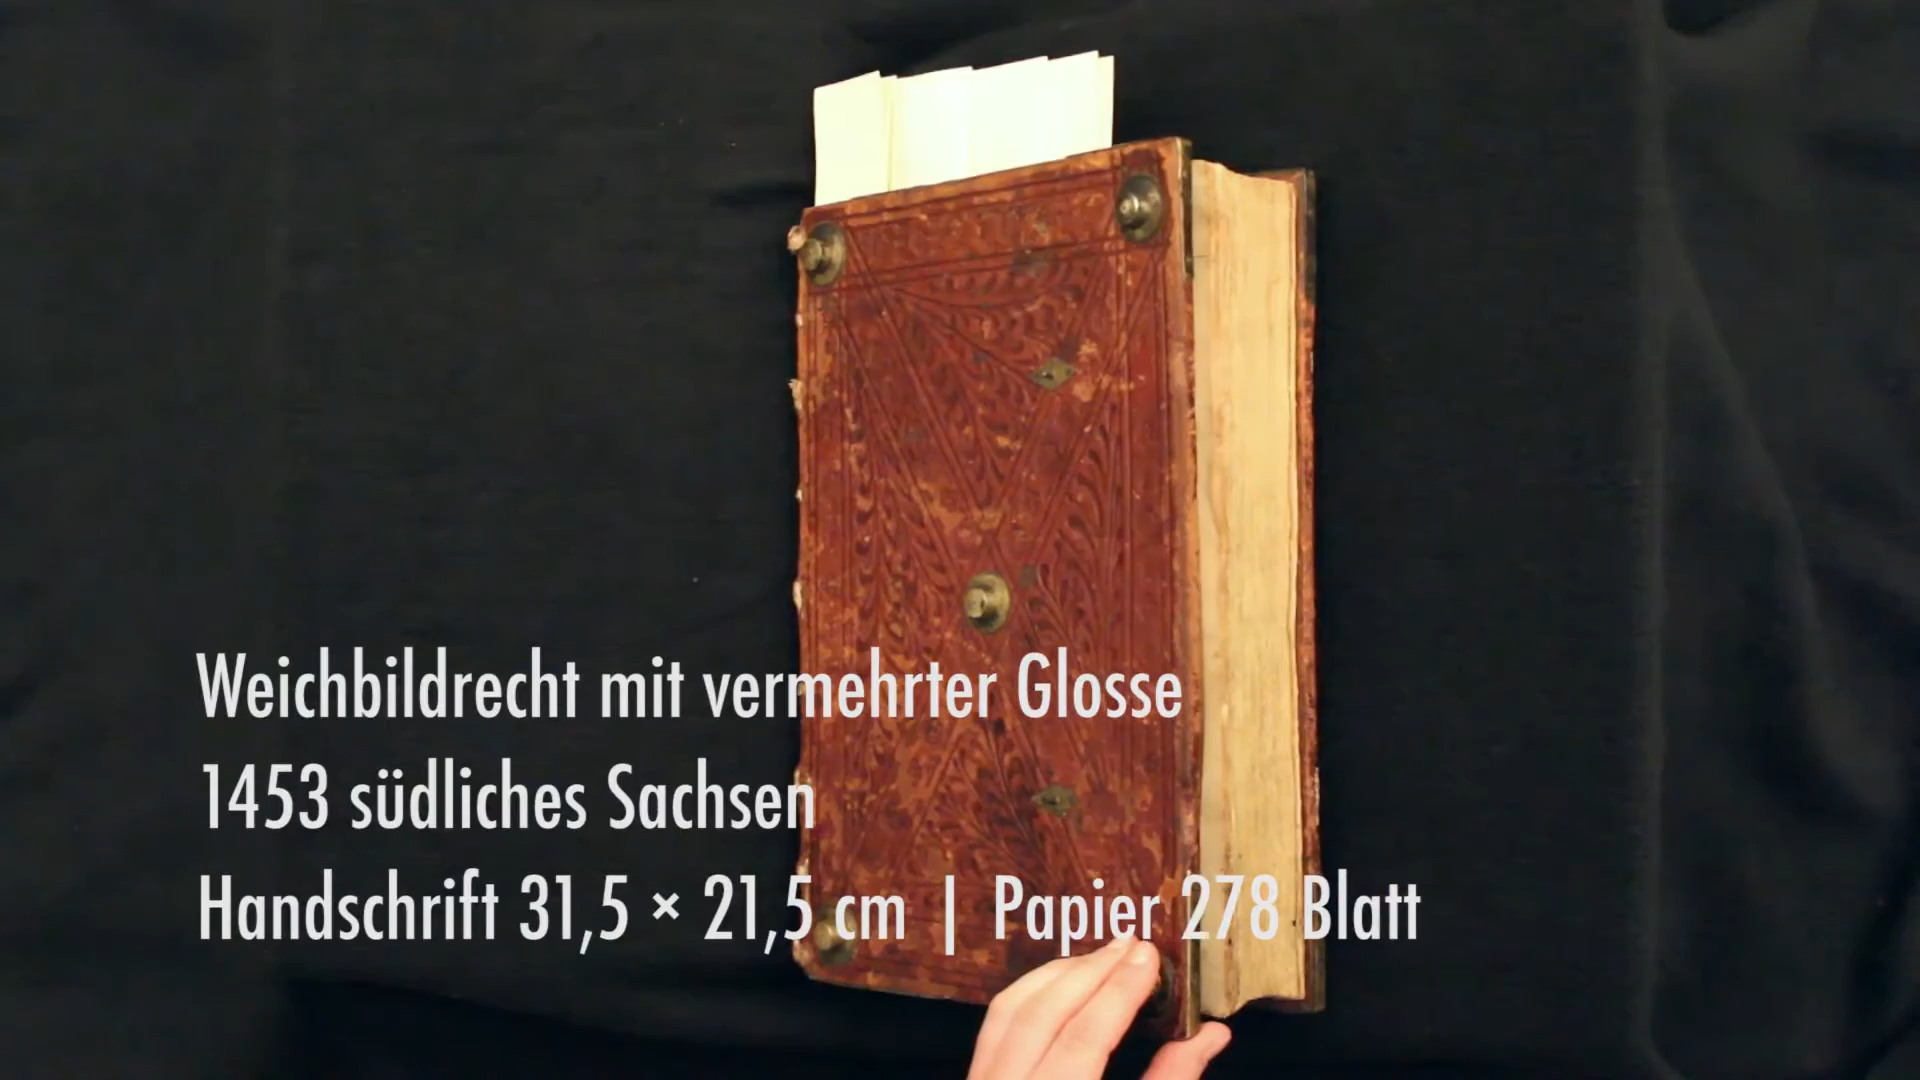 Weichbildrecht mit vermehrter Glosse
1453 südliches Sachsen
Handschrift 31,5 × 21,5 cm | Papier 278 Blatt